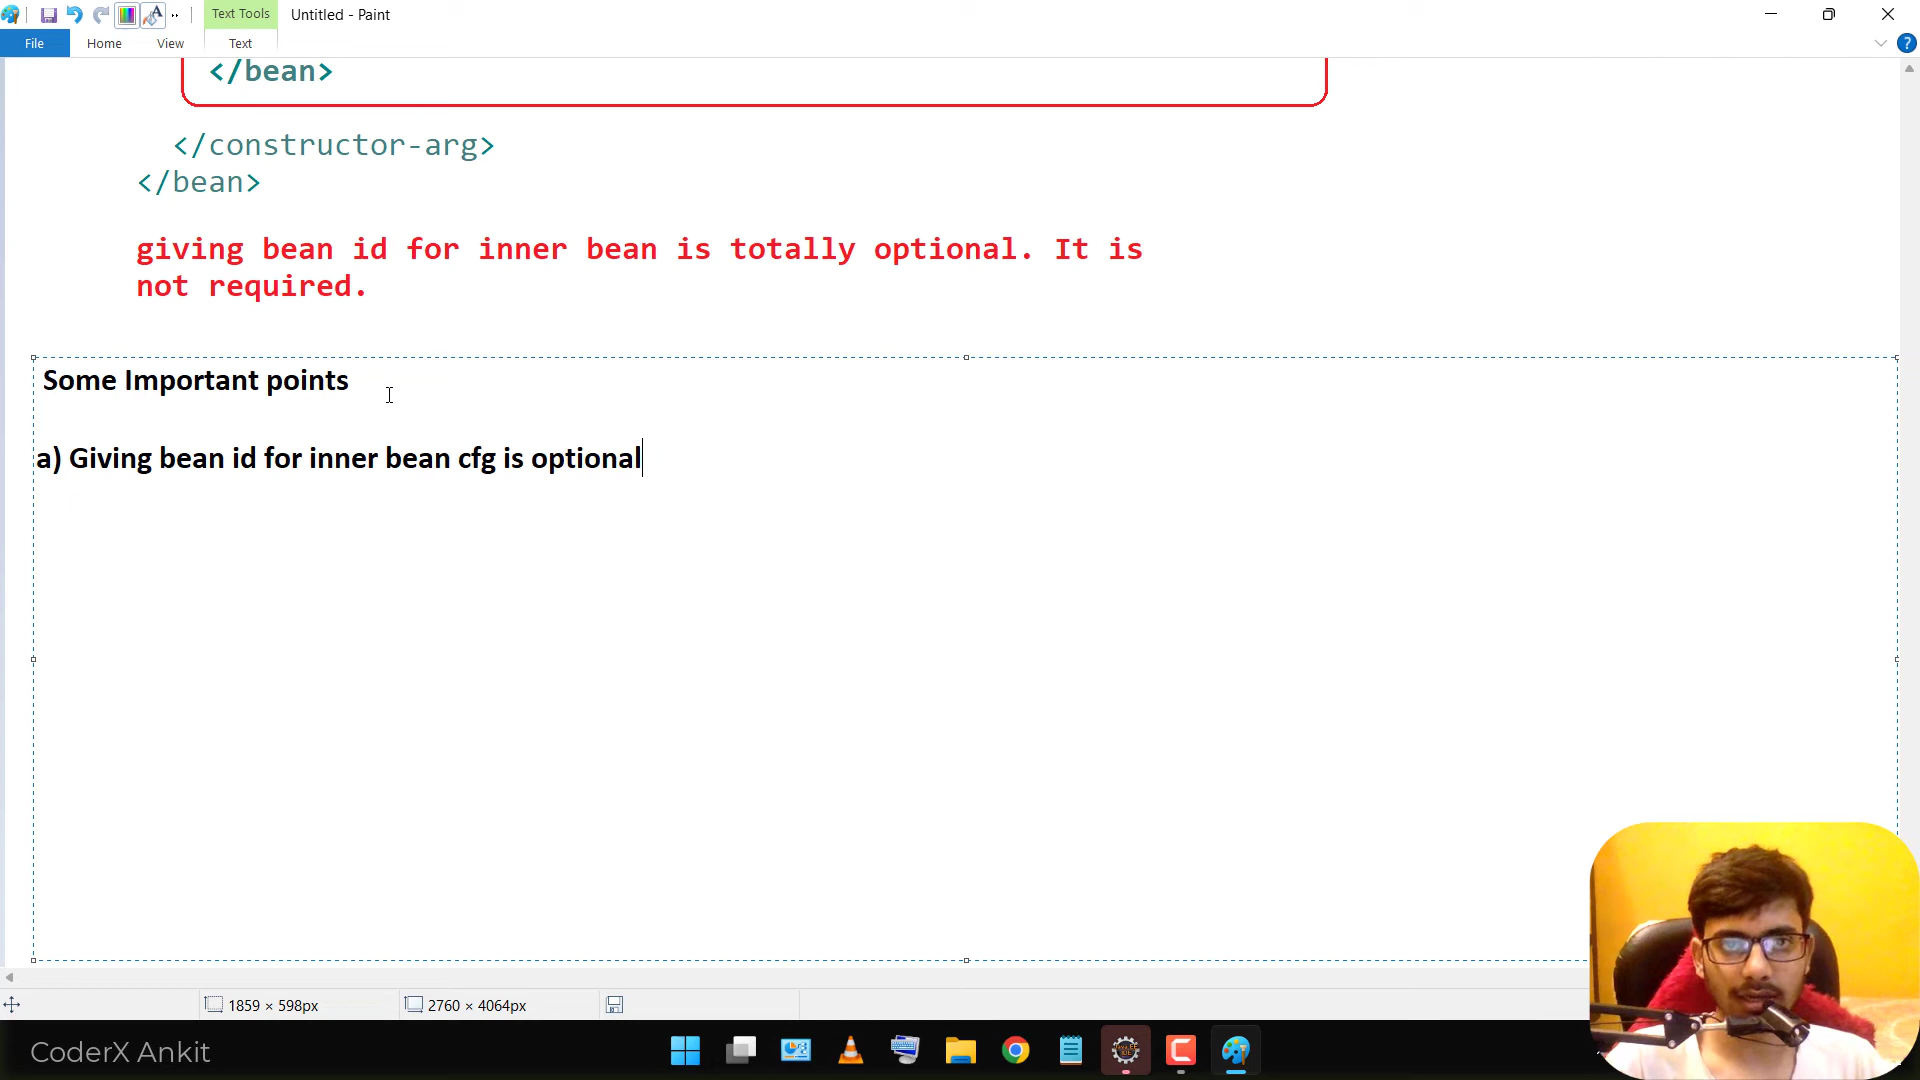 Text Tools
Untitled - Paint
File
Home
View
Text
?
</bean>
</constructor-arg>
</bean>
giving bean id for inner bean is totally optional. It is
not required.
Some Important points
a) Giving bean id for inner bean cfg is optional
1859 × 598px
2760 × 4064px
CoderX Ankit